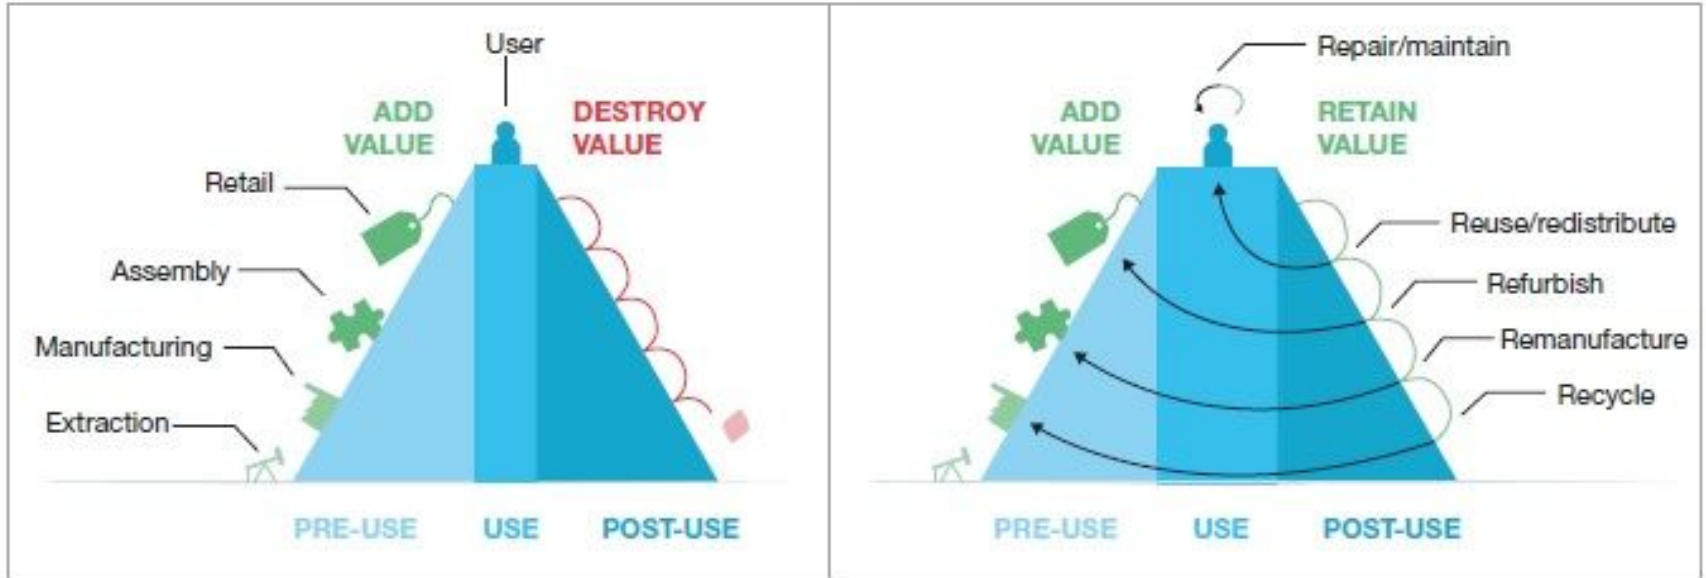 User
ADD
VALUE
DESTROY
VALUE
Retail
Assembly
Manufacturing
Extraction
PRE-USE
USE
POST-USE
Repair/maintain
ADD
VALUE
RETAIN
VALUE
Reuse/redistribute
Refurbish
Remanufacture
Recycle
PRE-USE
USE
POST-USE